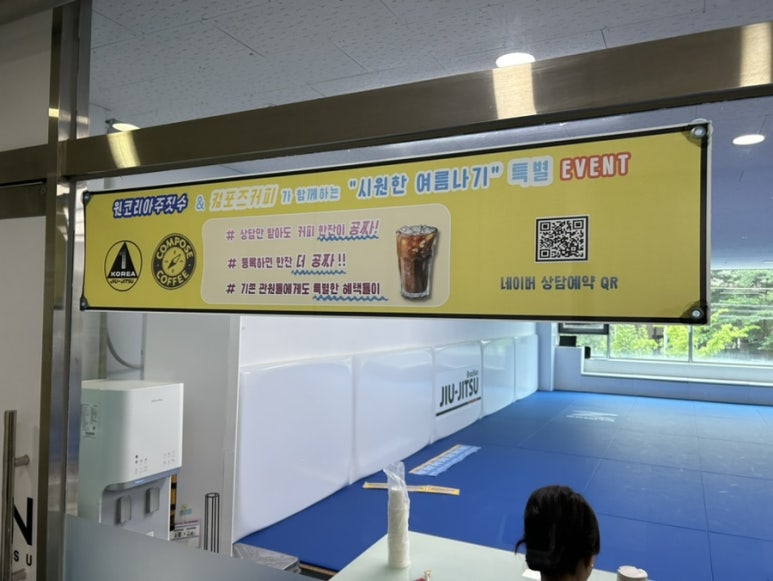 원코리아주짓수 & 컴포즈커피 가 함께하는 "시원한 여름나기" 특별 EVENT
# 상담만 받아도 커피 한잔이 공짜!
# 등록하면 한잔 더 공짜!!
# 기존 관원들에게도 특별한 혜택들이
1
KOREA
JIU-JITSU
COMPOSE
COFFEE
네이버 상담예약 QR
Brazilian
JIU-JITSU
N